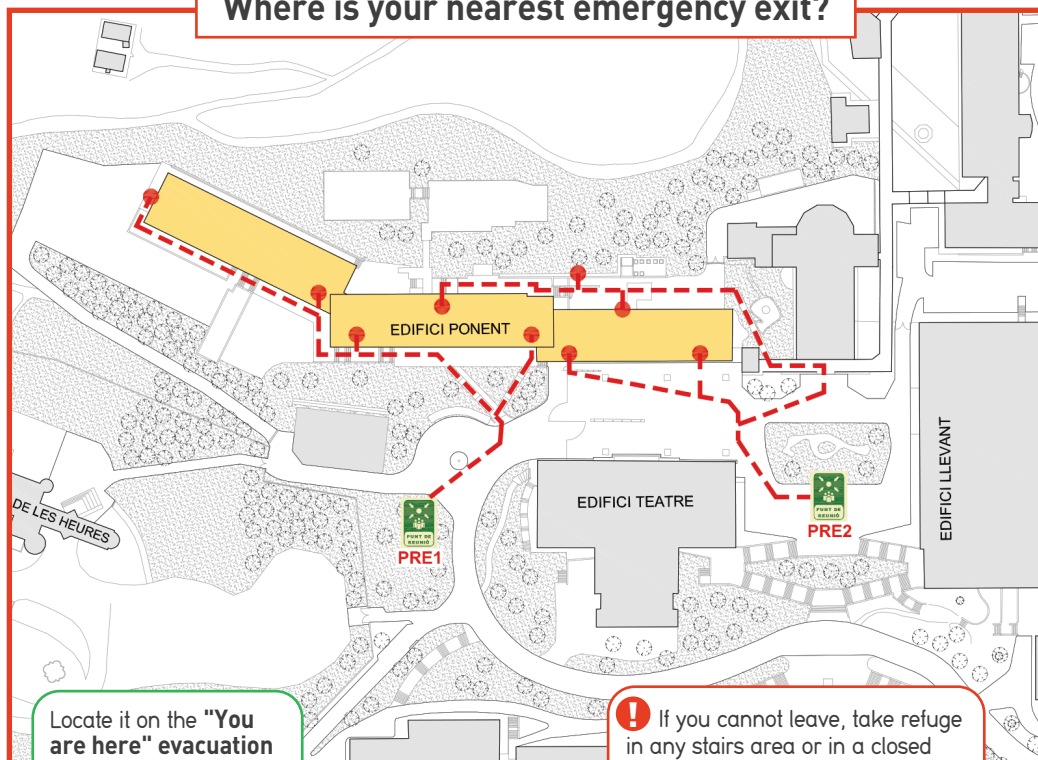 Where is your nearest emergency exit?
EDIFICI PONENT
EDIFICI LLEVANT
EDIFICI TEATRE
DE LES HEURES
PUNT DE
REUNIÓ
PRE1
PUNT DE
REUNIÓ
PRE2
Locate it on the "You
are here" evacuation
! If you cannot leave, take refuge
in any stairs area or in a closed